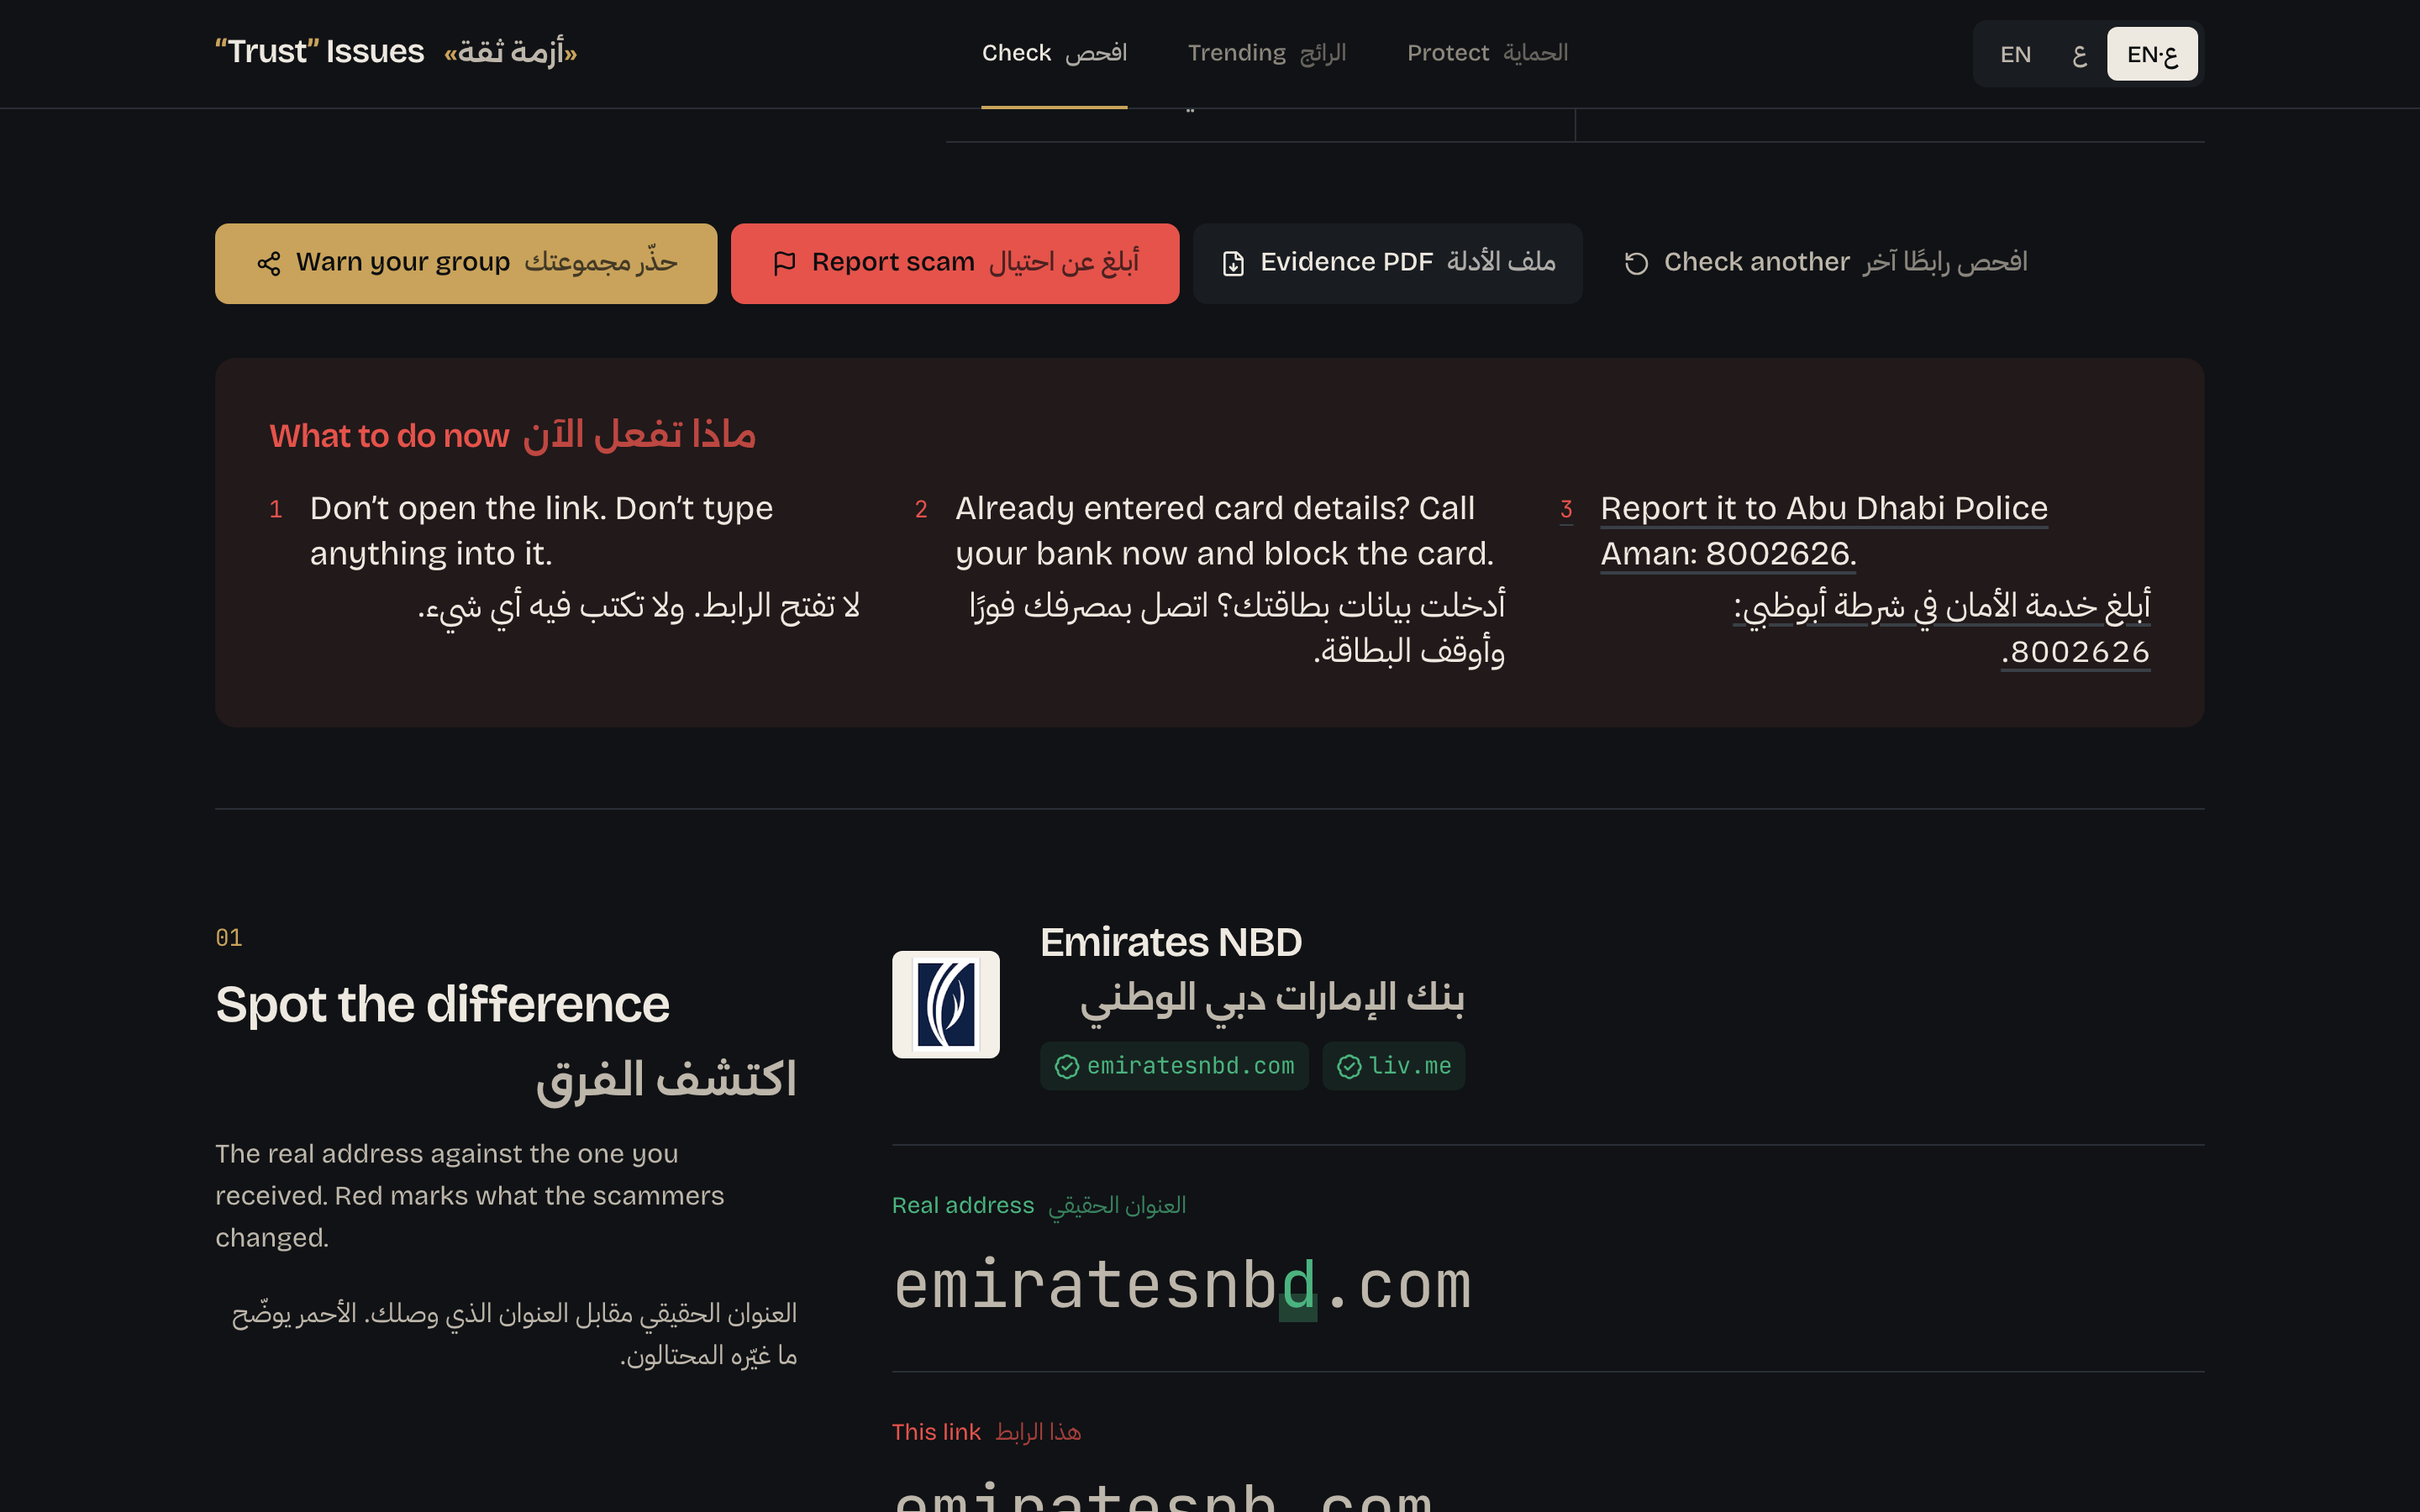 “Trust” Issues «أزمة ثقة»
Check افحص
Trending الرائج
Protect الحماية
EN
ع
EN·ع
Warn your group حذّر مجموعتك
Report scam أبلغ عن احتيال
Evidence PDF ملف الأدلة
Check another افحص رابطًا آخر
What to do now ماذا تفعل الآن
1 Don’t open the link. Don’t type
anything into it.
لا تفتح الرابط. ولا تكتب فيه أي شيء.
2 Already entered card details? Call
your bank now and block the card.
أدخلت بيانات بطاقتك؟ اتصل بمصرفك فورًا
وأوقف البطاقة.
3 Report it to Abu Dhabi Police
Aman: 8002626.
أبلغ خدمة الأمان في شرطة أبوظبي:
8002626.
01
Spot the difference
اكتشف الفرق
The real address against the one you
received. Red marks what the scammers
changed.
العنوان الحقيقي مقابل العنوان الذي وصلك. الأحمر يوضّح
ما غيّره المحتالون.
Emirates NBD
بنك الإمارات دبي الوطني
emiratesnbd.com
liv.me
Real address العنوان الحقيقي
emiratesnbd.com
This link هذا الرابط
emiratesnb.com